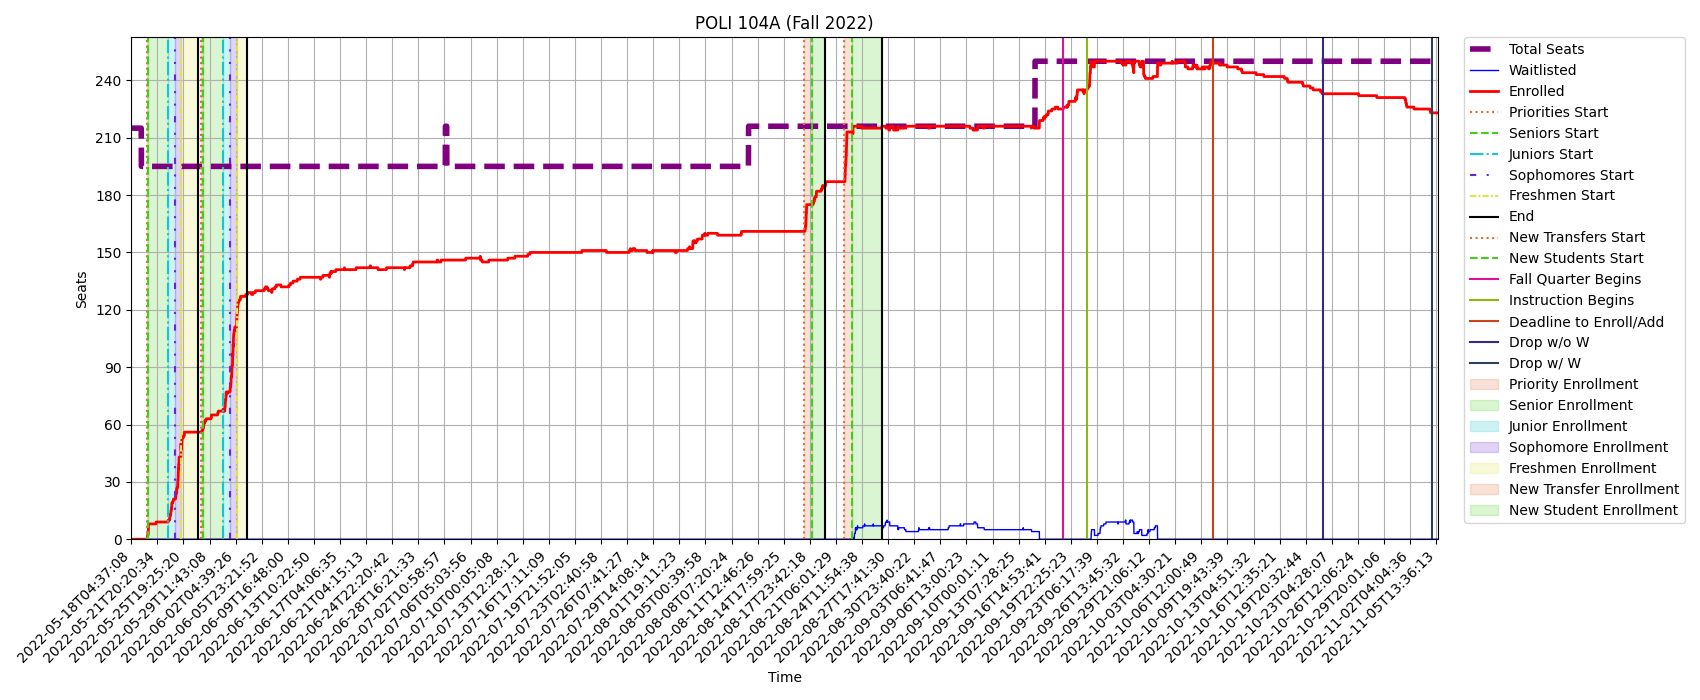 POLI 104A (Fall 2022)
Seats
240
210
180
150
120
90
60
30
0
2022-05-18T04:37:08
2022-05-21T20:20:34
2022-05-25T19:25:20
2022-05-29T11:43:08
2022-06-02T04:39:26
2022-06-05T23:21:52
2022-06-09T16:48:00
2022-06-13T10:22:50
2022-06-17T04:06:35
2022-06-21T04:15:13
2022-06-24T22:20:42
2022-06-28T16:21:33
2022-07-02T10:58:57
2022-07-06T05:03:56
2022-07-10T00:05:08
2022-07-13T12:28:12
2022-07-16T17:11:09
2022-07-19T21:52:05
2022-07-23T02:40:58
2022-07-26T07:41:27
2022-07-29T14:08:14
2022-08-01T19:11:23
2022-08-05T00:39:58
2022-08-08T07:20:24
2022-08-11T12:46:26
2022-08-14T17:59:25
2022-08-17T23:42:18
2022-08-21T06:01:29
2022-08-24T11:54:38
2022-08-27T17:41:30
2022-08-30T23:40:22
2022-09-03T06:41:47
2022-09-06T13:00:23
2022-09-10T00:01:11
2022-09-13T07:28:25
2022-09-16T14:53:41
2022-09-19T22:25:23
2022-09-23T06:17:39
2022-09-26T13:45:32
2022-09-29T21:06:12
2022-10-03T04:30:21
2022-10-06T12:00:49
2022-10-09T19:43:39
2022-10-13T04:51:32
2022-10-16T12:35:21
2022-10-19T20:32:44
2022-10-23T04:28:07
2022-10-26T12:06:24
2022-10-29T20:01:06
2022-11-02T04:04:36
2022-11-05T13:36:13
Time
Total Seats
Waitlisted
Enrolled
Priorities Start
Seniors Start
Juniors Start
Sophomores Start
Freshmen Start
End
New Transfers Start
New Students Start
Fall Quarter Begins
Instruction Begins
Deadline to Enroll/Add
Drop w/o W
Drop w/ W
Priority Enrollment
Senior Enrollment
Junior Enrollment
Sophomore Enrollment
Freshmen Enrollment
New Transfer Enrollment
New Student Enrollment